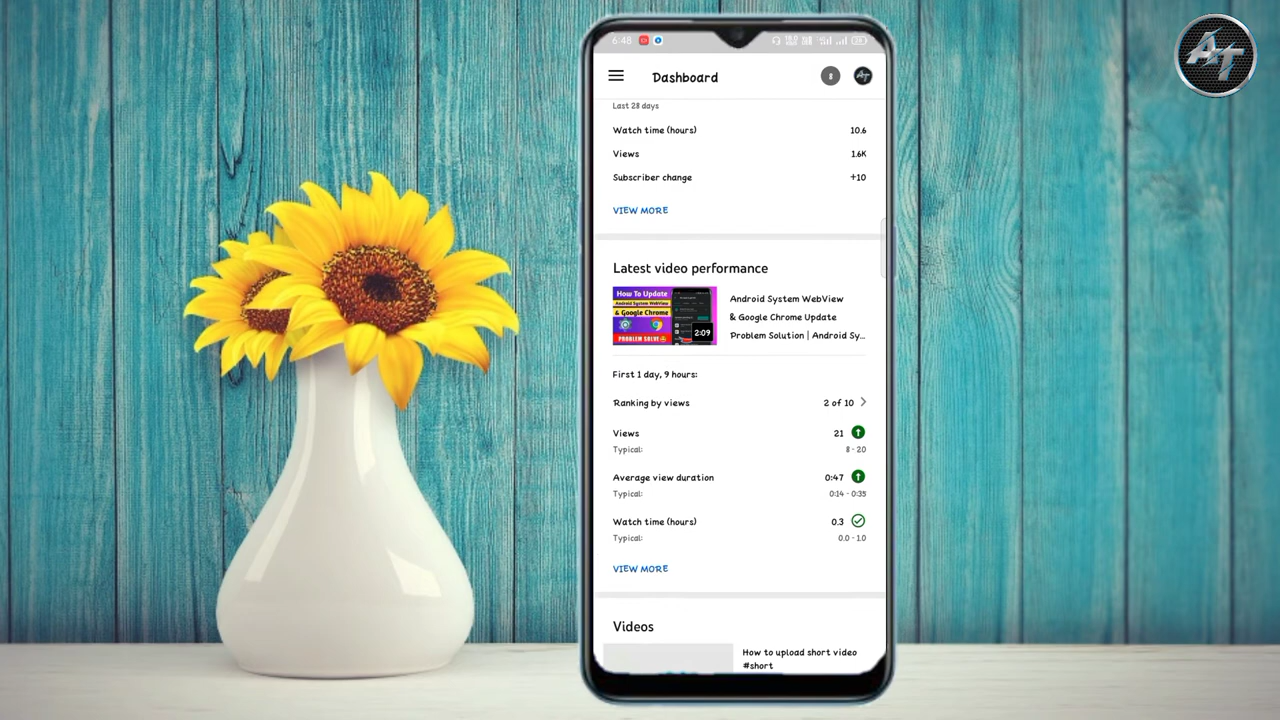 AT
6:48
Dashboard
Last 28 days
Watch time (hours) 10.6
Views 1.6K
Subscriber change +10
VIEW MORE
Latest video performance
How To Update
Android System WebView
& Google Chrome
PROBLEM SOLVE
2:09
Android System WebView
& Google Chrome Update
Problem Solution | Android Sy...
First 1 day, 9 hours:
Ranking by views 2 of 10
Views 21
Typical: 8 - 20
Average view duration 0:47
Typical: 0:14 - 0:35
Watch time (hours) 0.3
Typical: 0.0 - 1.0
VIEW MORE
Videos
How to upload short video
#short